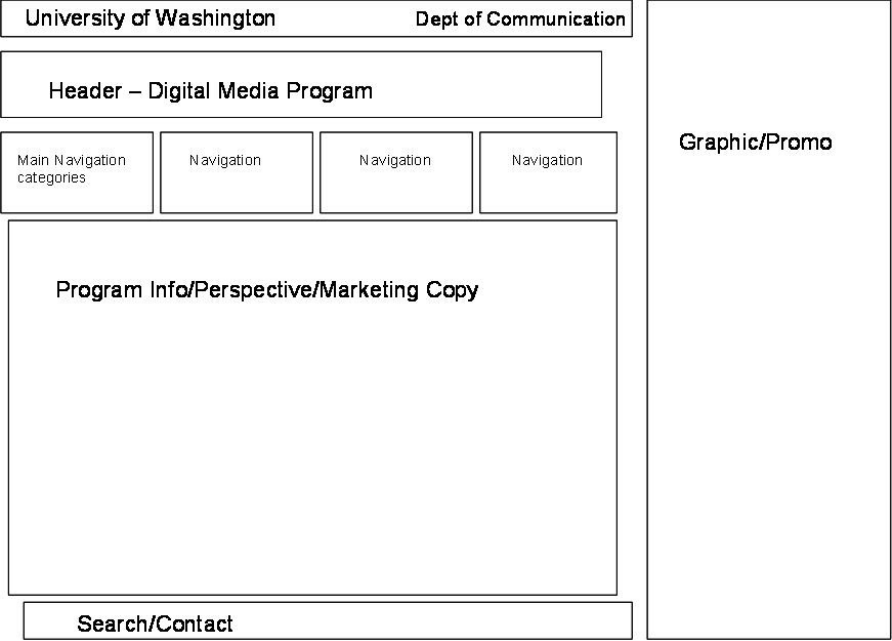 University of Washington Dept of Communication
Header – Digital Media Program
Graphic/Promo
Main Navigation
categories
Navigation
Navigation
Navigation
Program Info/Perspective/Marketing Copy
Search/Contact